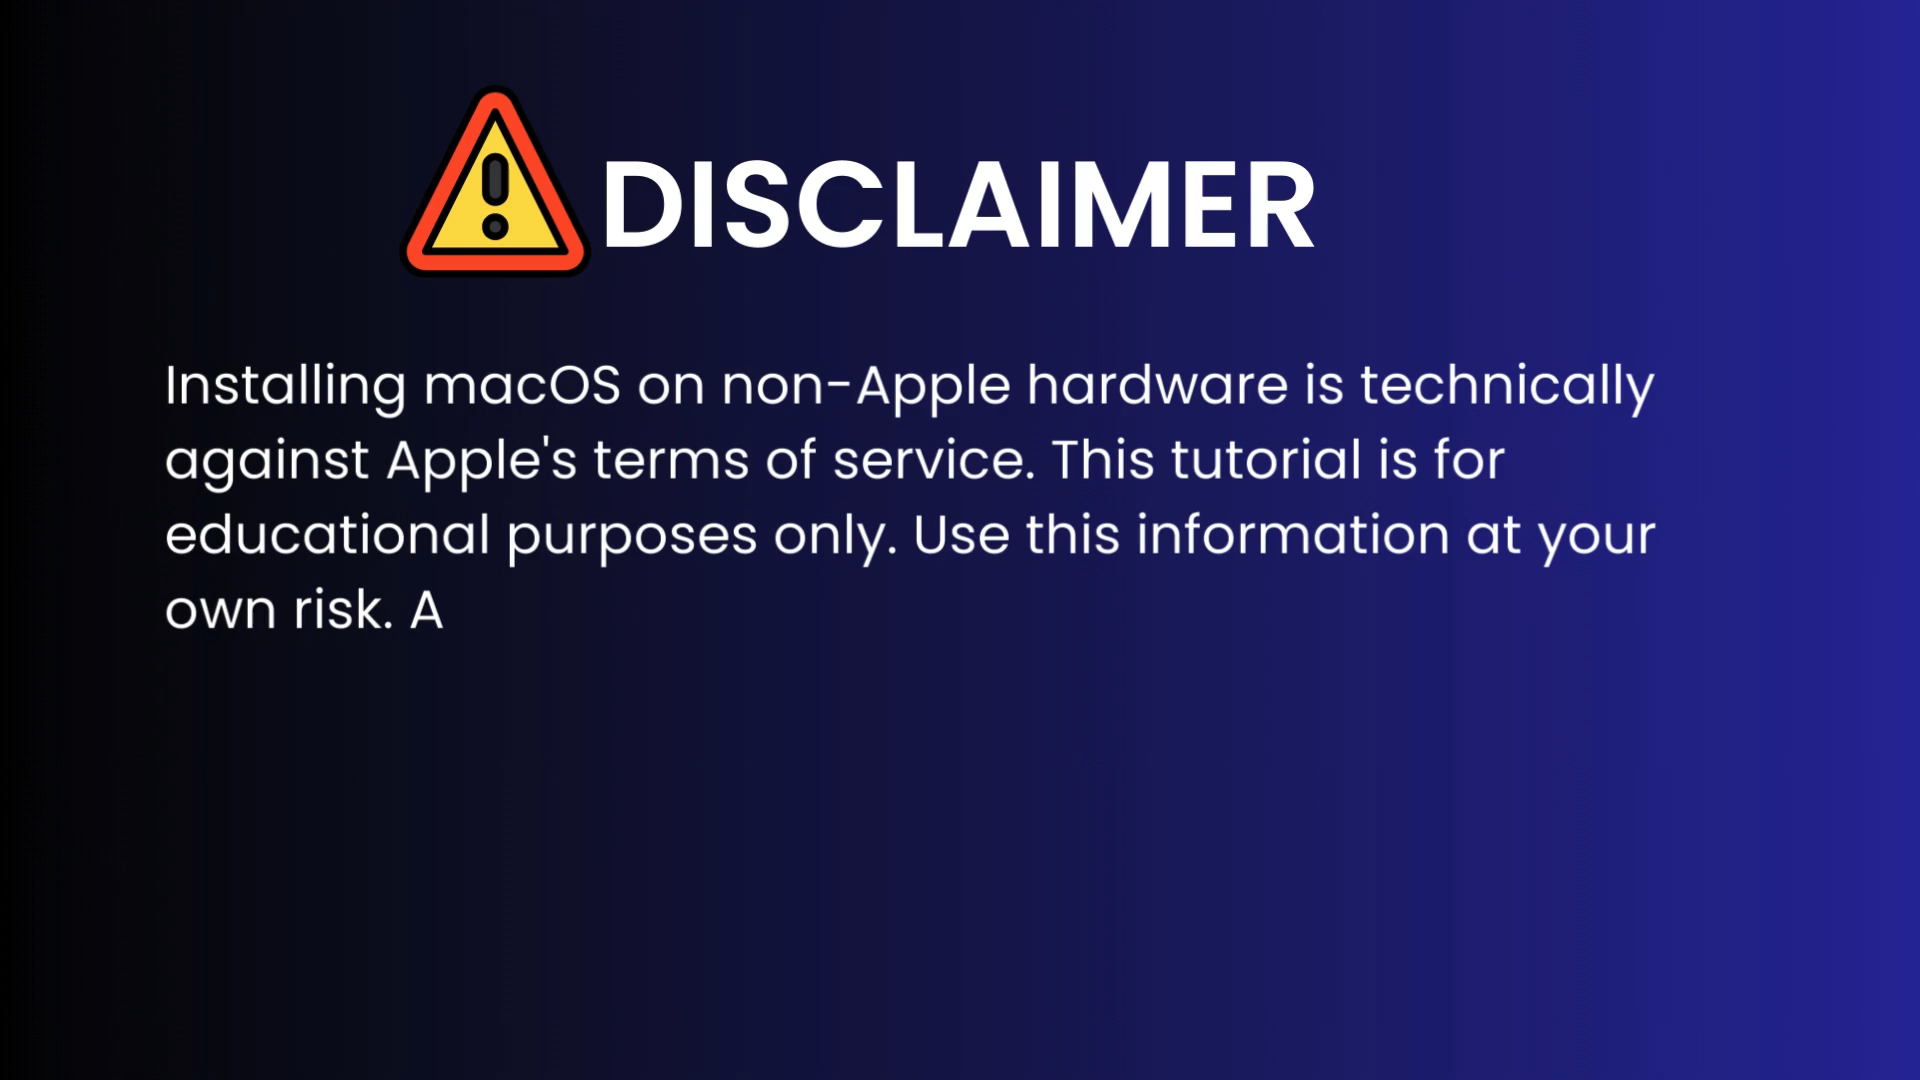 DISCLAIMER
Installing macOS on non-Apple hardware is technically
against Apple's terms of service. This tutorial is for
educational purposes only. Use this information at your
own risk. A